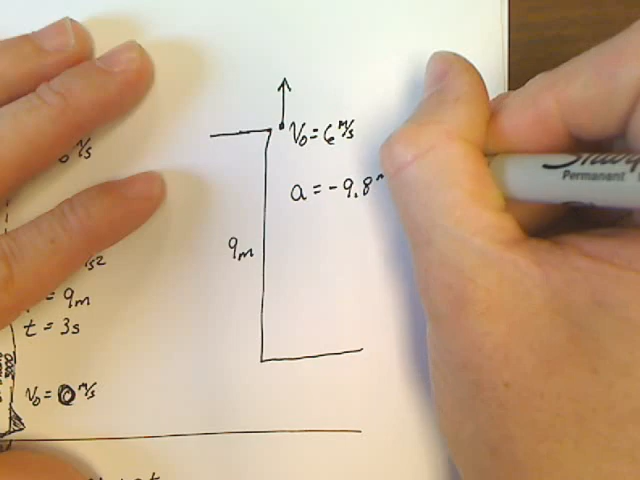 V₀ = 6 m/s
a = -9.8
9m
= 9m
t = 3s
V₀ = 0 m/s
Permanent